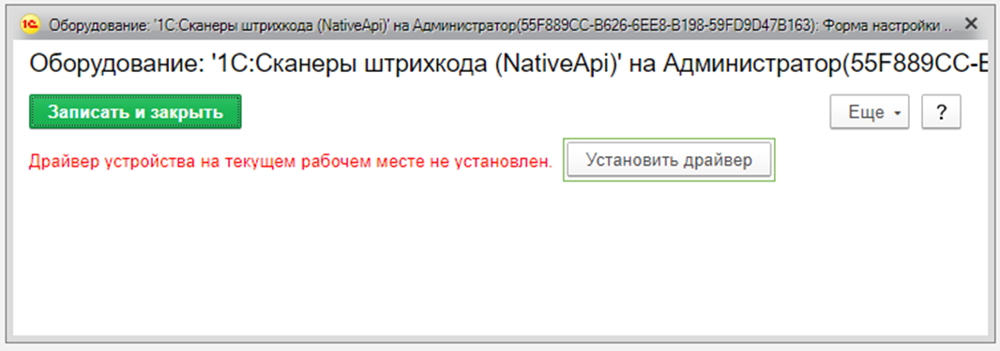 1С Оборудование: '1С:Сканеры штрихкода (NativeApi)' на Администратор(55F889CC-B626-6EE8-B198-59FD9D47B163): Форма настройки ..
Оборудование: '1С:Сканеры штрихкода (NativeApi)' на Администратор(55F889CC-E
Записать и закрыть Еще ?
Драйвер устройства на текущем рабочем месте не установлен. Установить драйвер